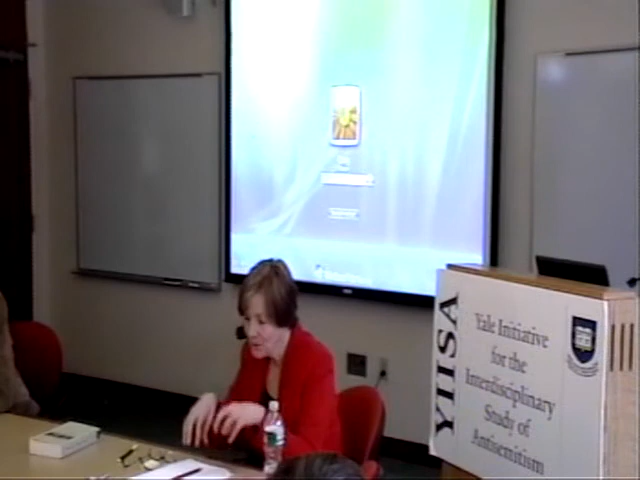 YIISA
Yale Initiative
for the
Interdisciplinary
Study of
Antisemitism